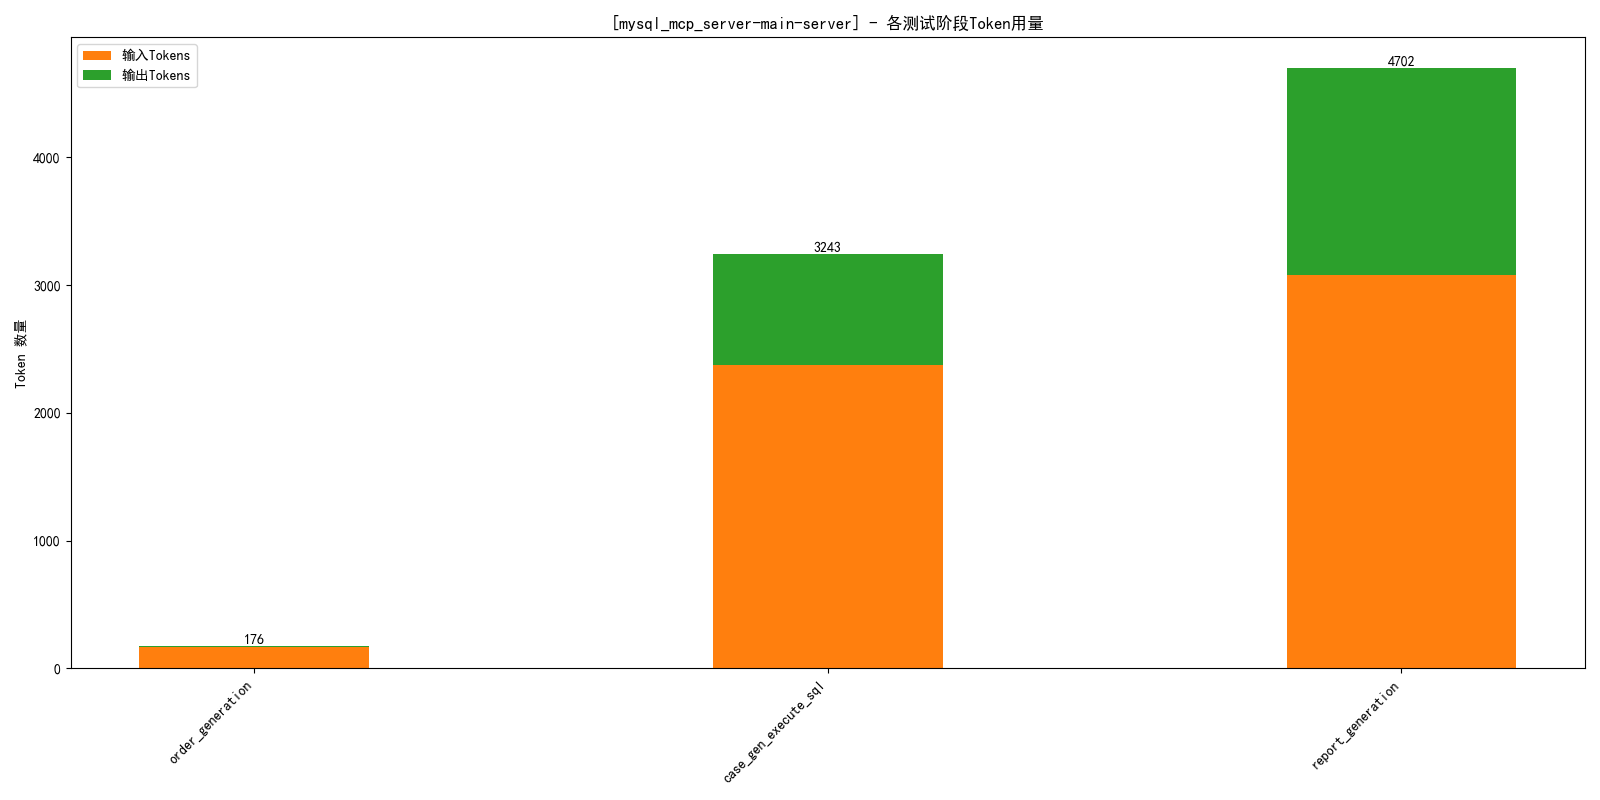 [mysql_mcp_server-main-server] - 各测试阶段Token用量
输入Tokens
输出Tokens
4702
3243
176
Token 数量
4000
3000
2000
1000
0
order_generation
case_gen_execute_sql
report_generation